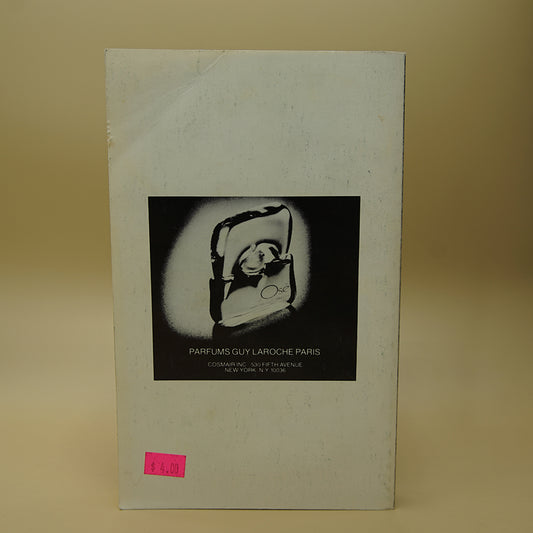 Ose
PARFUMS GUY LAROCHE PARIS
COSMAIR INC. 530 FIFTH AVENUE
NEW YORK N.Y. 10036
$ 4.00